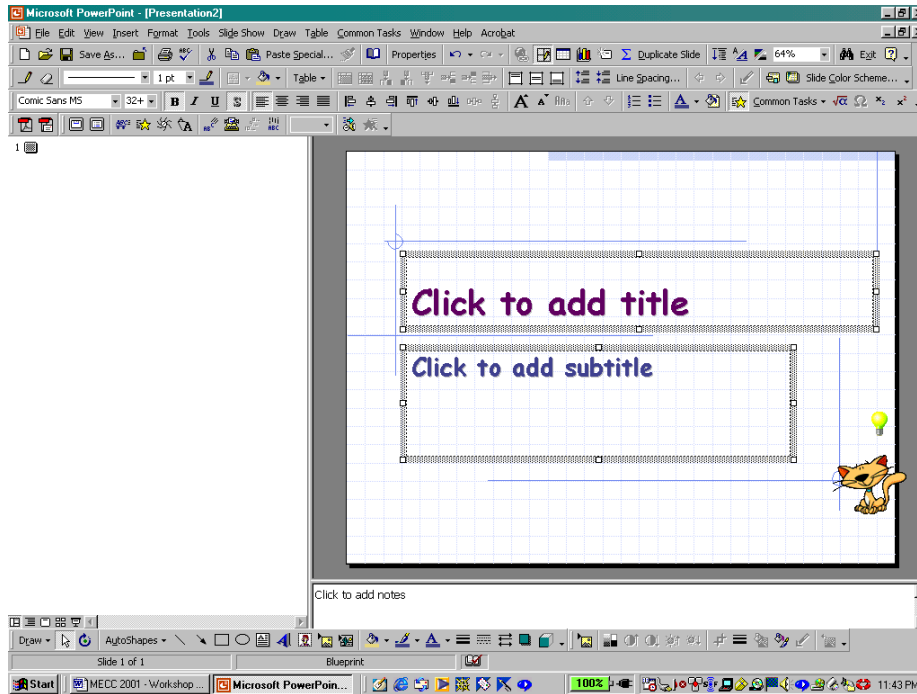 Microsoft PowerPoint - [Presentation2]
File Edit View Insert Format Tools Slide Show Draw Table Common Tasks Window Help Acrobat
Save As... Paste Special... Properties Duplicate Slide 64% Exit
1 pt Table Line Spacing... Slide Color Scheme...
Comic Sans MS 32+ B I U S Common Tasks
1
Click to add title
Click to add subtitle
Click to add notes
Draw AutoShapes
Slide 1 of 1 Blueprint
Start MECC 2001 - Workshop ... Microsoft PowerPoin... 100% 11:43 PM